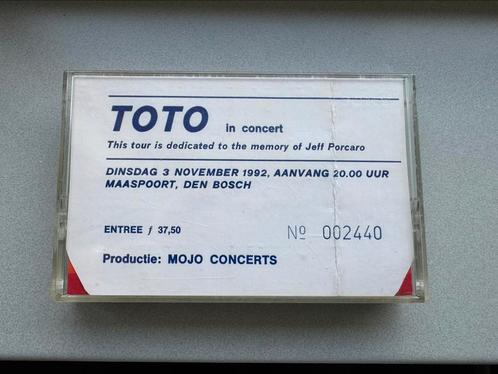 TOTO in concert
This tour is dedicated to the memory of Jeff Porcaro
DINSDAG 3 NOVEMBER 1992, AANVANG 20.00 UUR
MAASPOORT, DEN BOSCH
ENTREE ƒ 37,50 Nº 002440
Productie: MOJO CONCERTS